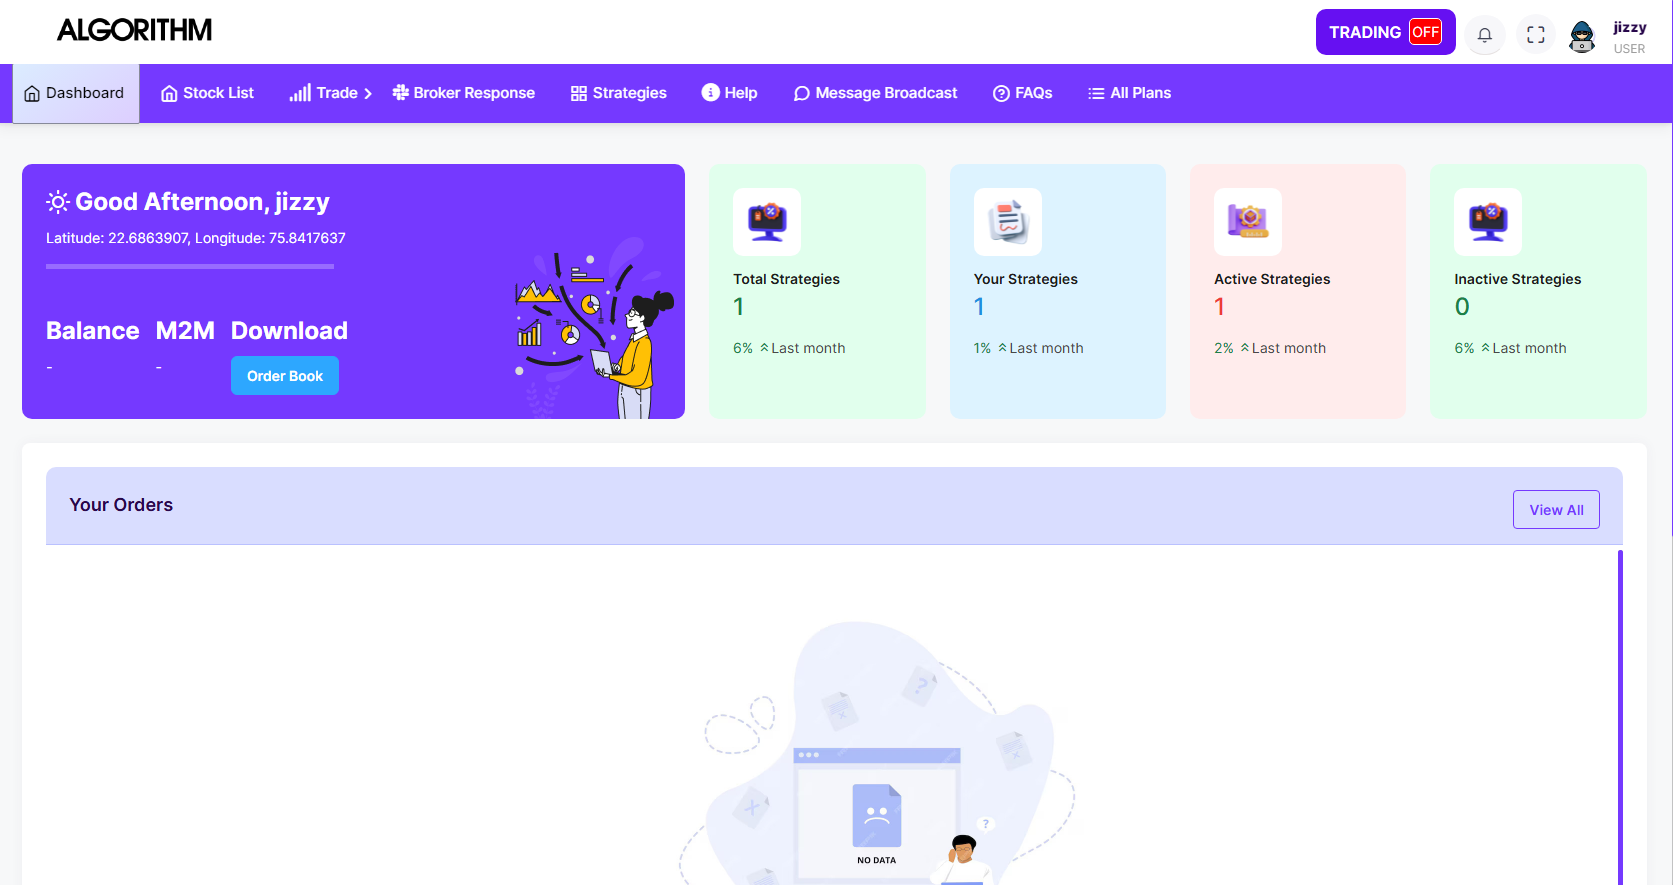 ALGORITHM
TRADING OFF
jizzy
USER
Dashboard
Stock List
Trade
Broker Response
Strategies
Help
Message Broadcast
FAQs
All Plans
Good Afternoon, jizzy
Latitude: 22.6863907, Longitude: 75.8417637
Balance M2M Download
- -
Order Book
Total Strategies
1
6% Last month
Your Strategies
1
1% Last month
Active Strategies
1
2% Last month
Inactive Strategies
0
6% Last month
Your Orders
View All
?
?
NO DATA